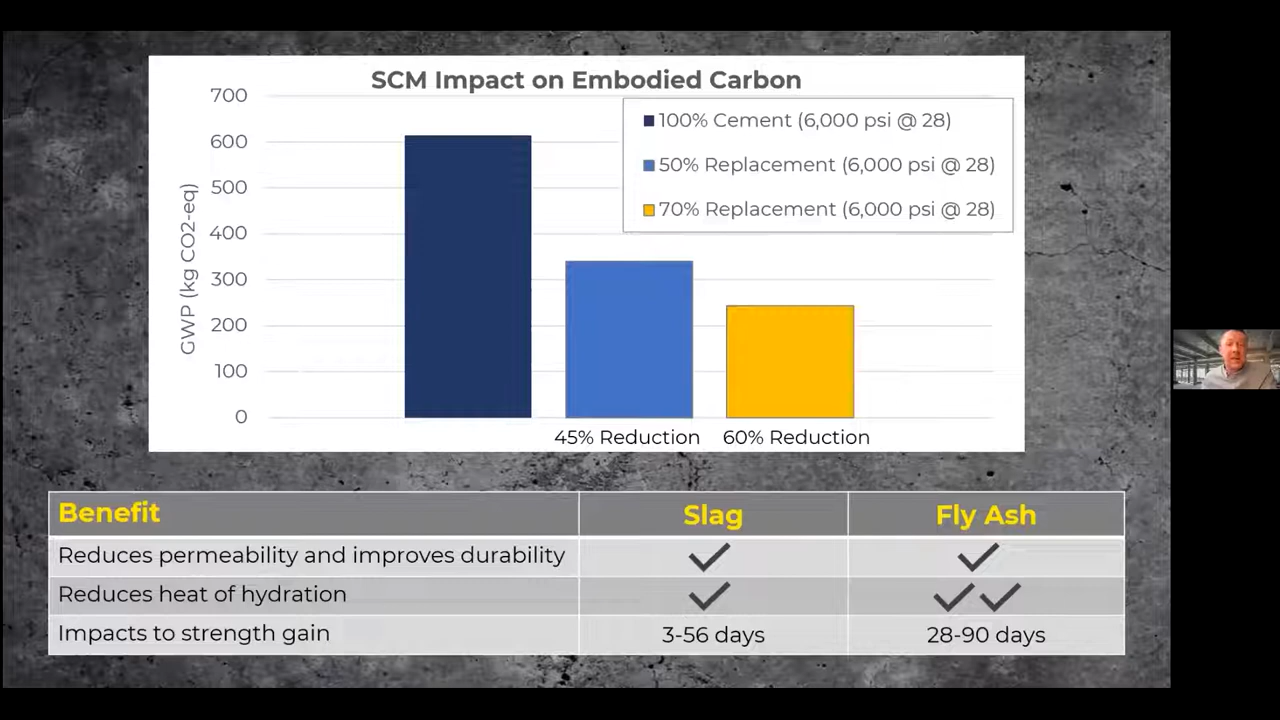 SCM Impact on Embodied Carbon
700
600
500
400
300
200
100
0
GWP (kg CO2-eq)
100% Cement (6,000 psi @ 28)
50% Replacement (6,000 psi @ 28)
70% Replacement (6,000 psi @ 28)
45% Reduction 60% Reduction
Benefit Slag Fly Ash
Reduces permeability and improves durability
Reduces heat of hydration
Impacts to strength gain 3-56 days 28-90 days